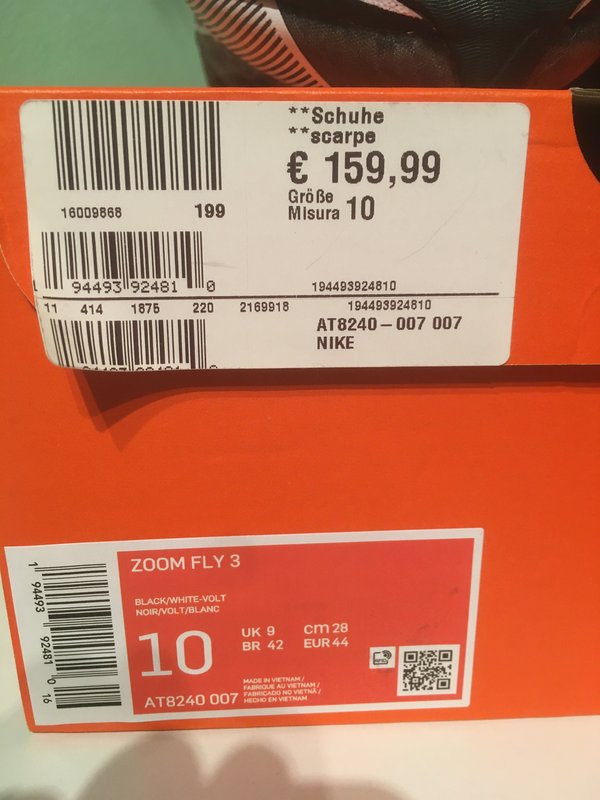 **Schuhe
**scarpe
€ 159,99
Größe
Misura 10
16009868 199
94493 92481 0
194493924810
11 414 1875 220 2169918 194493924810
AT8240-007 007
NIKE
ZOOM FLY 3
BLACK/WHITE-VOLT
NOIR/VOLT/BLANC
10
UK 9 cm 28
BR 42 EUR 44
AT8240 007
MADE IN VIETNAM /
FABRIQUE AU VIETNAM /
FABRICADO NO VIETNÃ /
HECHO EN VIETNAM
1 94493 92481 0 16